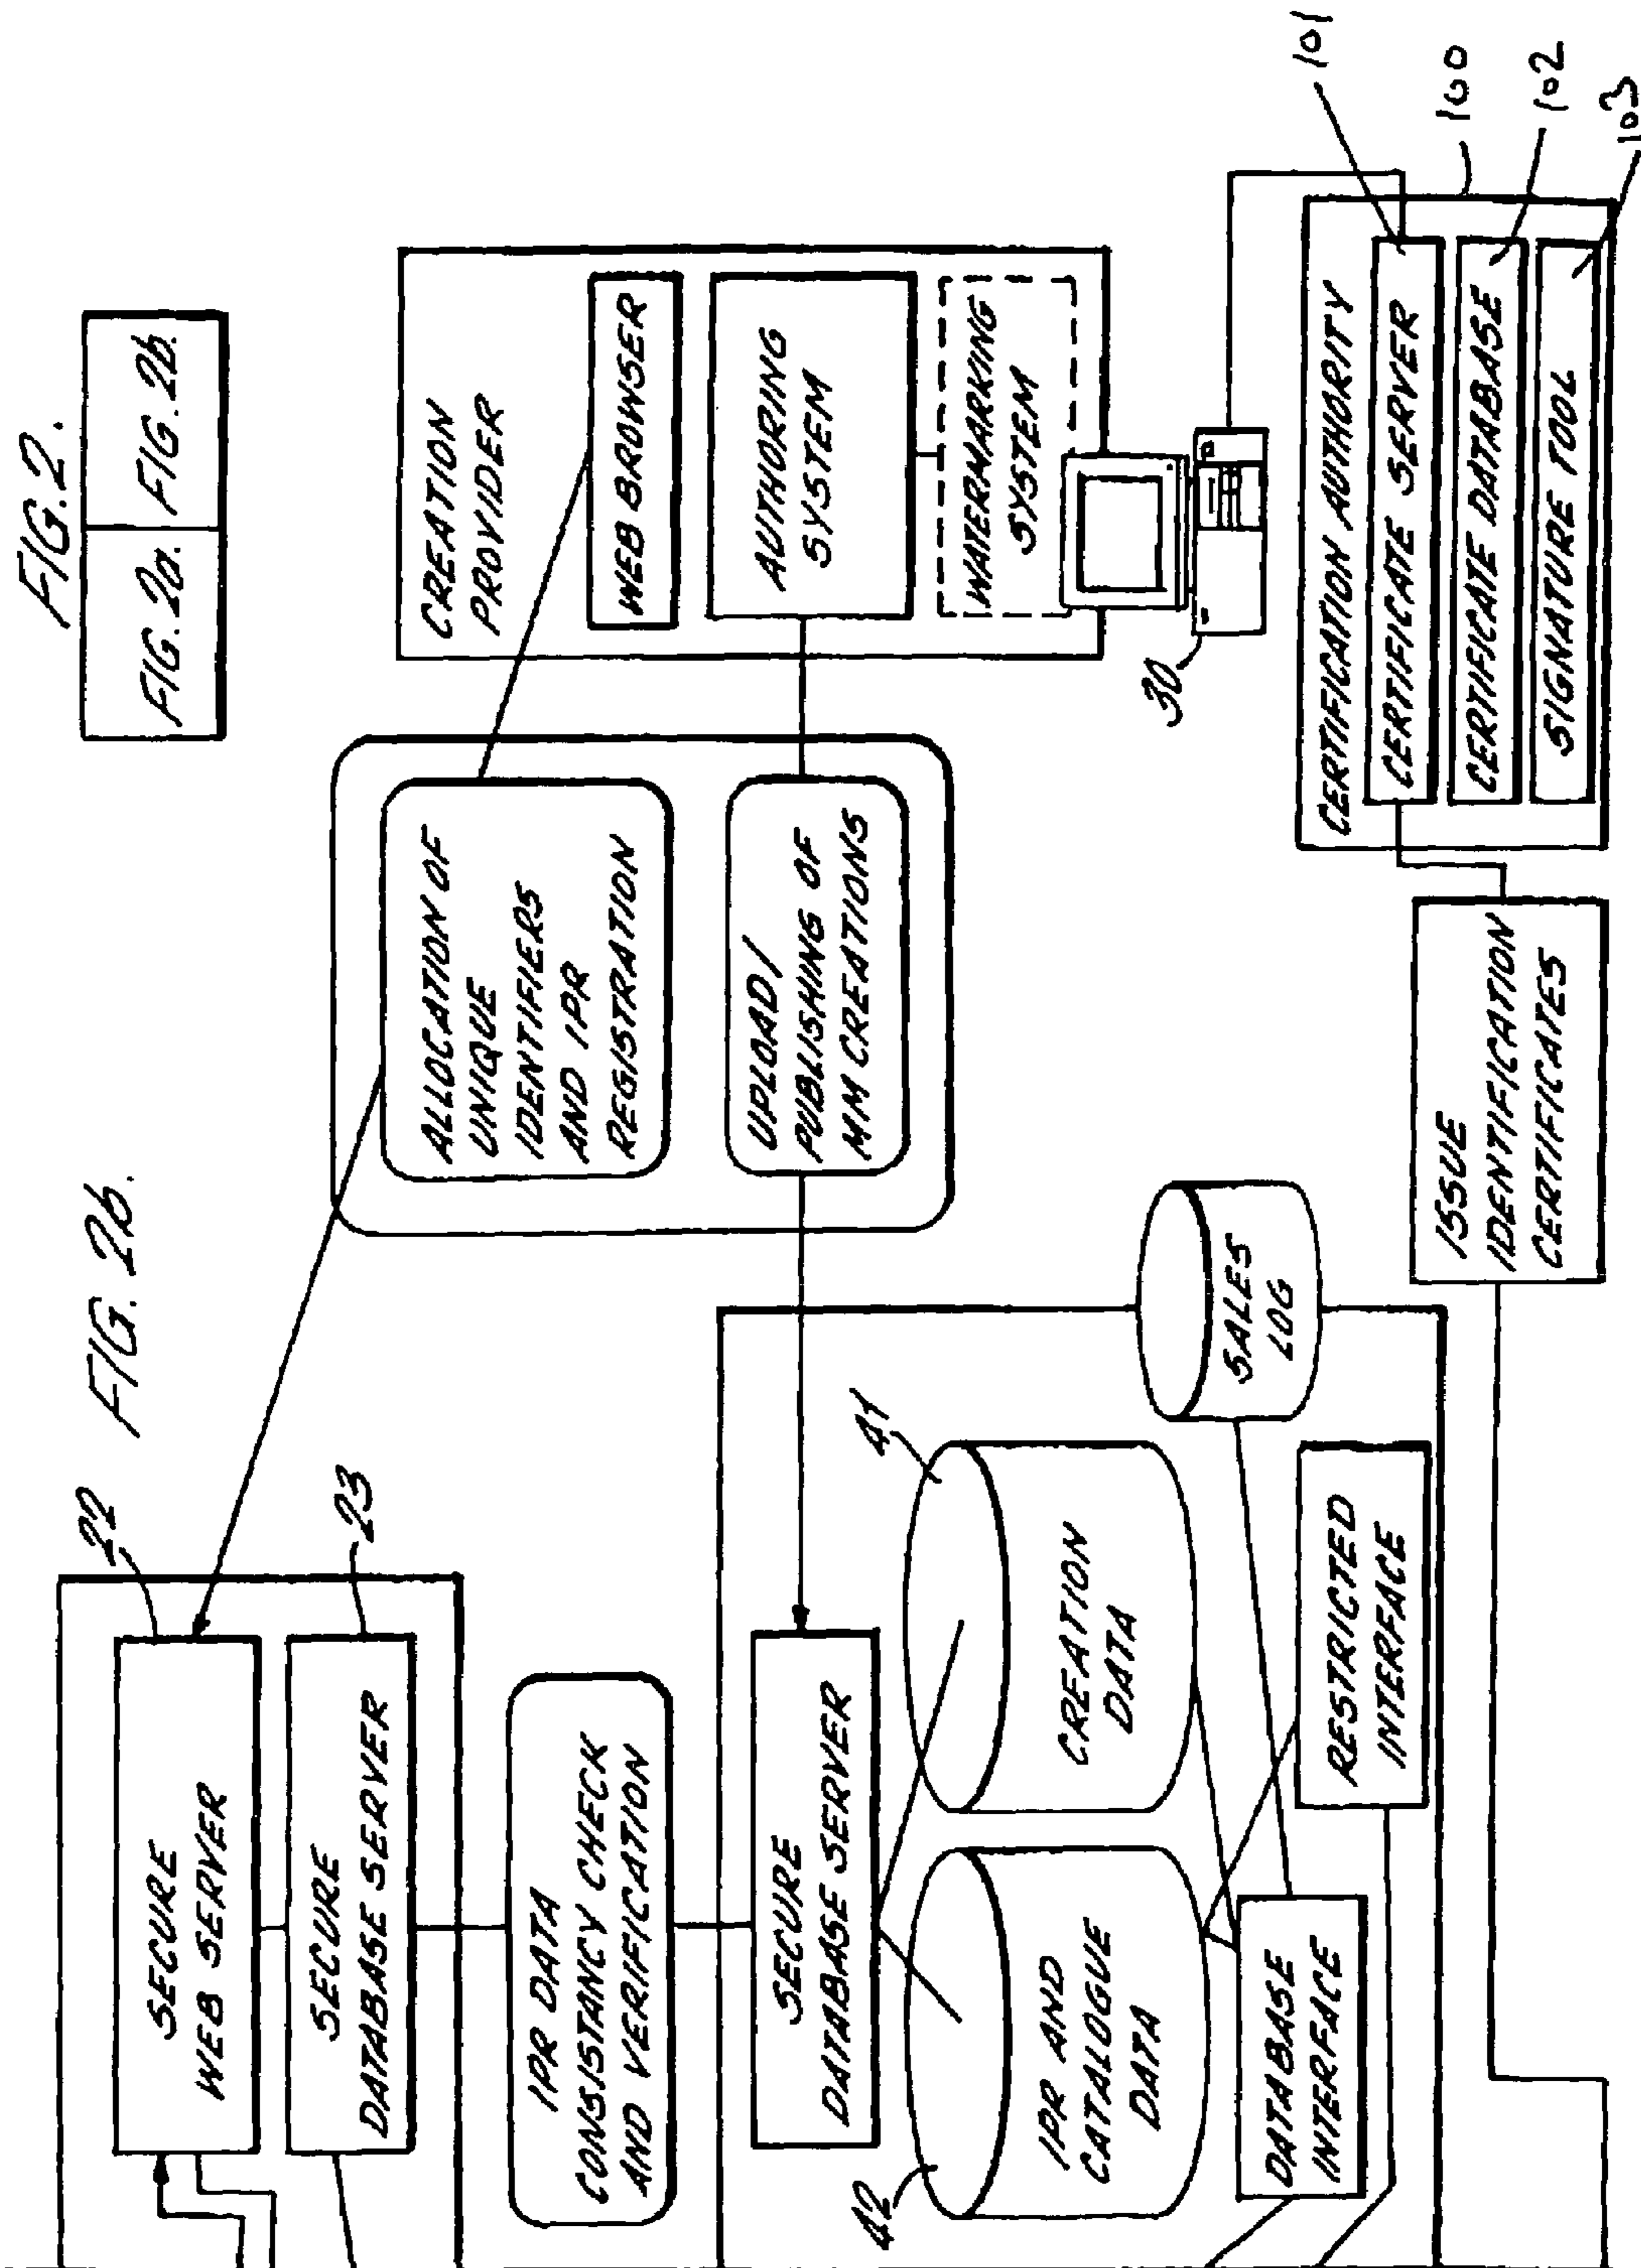 FIG. 2.
FIG. 2a.
FIG. 2b.
FIG. 2b.
22
SECURE
WEB SERVER
23
SECURE
DATABASE SERVER
IPR DATA
CONSISTANCY CHECK
AND VERIFICATION
SECURE
DATABASE SERVER
42
IPR AND
CATALOGUE
DATA
41
CREATION
DATA
SALES
LOG
DATABASE
INTERFACE
RESTRICTED
INTERFACE
ALLOCATION OF
UNIQUE
IDENTIFIERS
AND IPR
REGISTRATION
UPLOAD/
PUBLISHING OF
MM CREATIONS
CREATION
PROVIDER
WEB BROWSER
AUTHORING
SYSTEM
WATERMARKING
SYSTEM
30
ISSUE
IDENTIFICATION
CERTIFICATES
CERTIFICATION AUTHORITY
CERTIFICATE SERVER
CERTIFICATE DATABASE
SIGNATURE TOOL
101
100
102
103